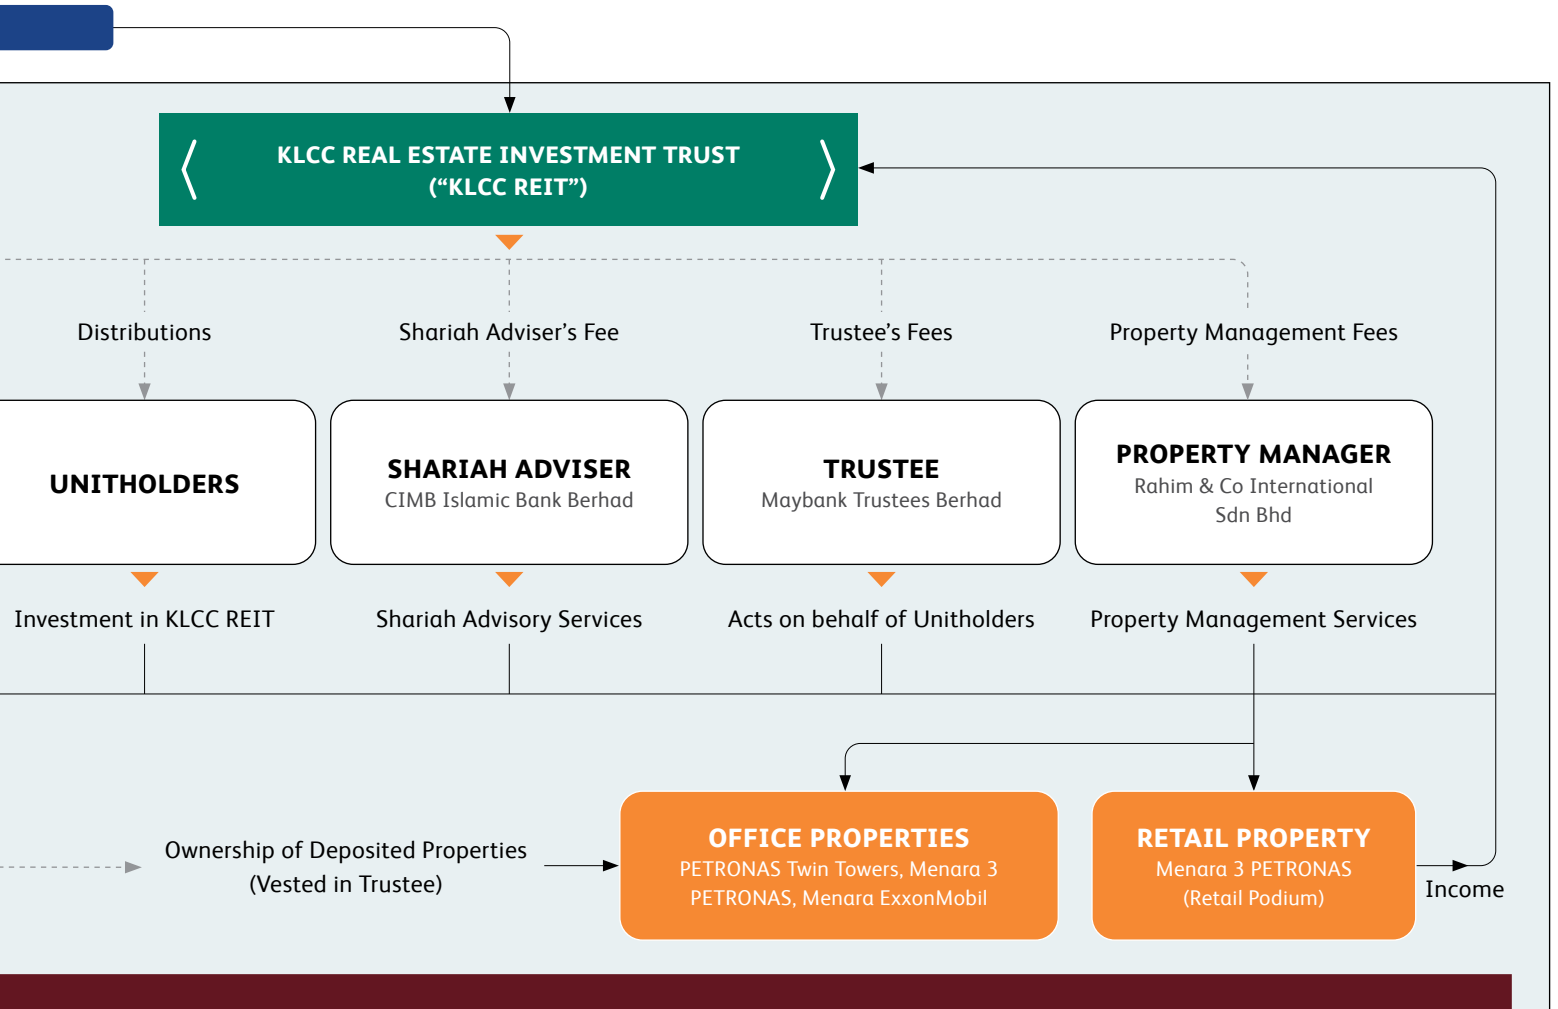 KLCC REAL ESTATE INVESTMENT TRUST
(“KLCC REIT”)
Distributions
Shariah Adviser’s Fee
Trustee’s Fees
Property Management Fees
UNITHOLDERS
SHARIAH ADVISER
CIMB Islamic Bank Berhad
TRUSTEE
Maybank Trustees Berhad
PROPERTY MANAGER
Rahim & Co International
Sdn Bhd
Investment in KLCC REIT
Shariah Advisory Services
Acts on behalf of Unitholders
Property Management Services
Ownership of Deposited Properties
(Vested in Trustee)
OFFICE PROPERTIES
PETRONAS Twin Towers, Menara 3
PETRONAS, Menara ExxonMobil
RETAIL PROPERTY
Menara 3 PETRONAS
(Retail Podium)
Income